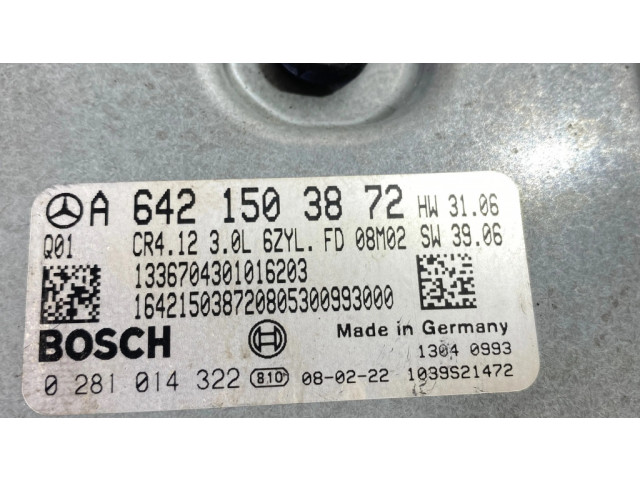 A 642 150 38 72 HW 31.06
Q01 CR4.12 3.0L 6ZYL. FD 08M02 SW 39.06
1336704301016203
164215038720805300993000
BOSCH Made in Germany
1304 0993
0 281 014 322 810 08-02-22 1039S21472